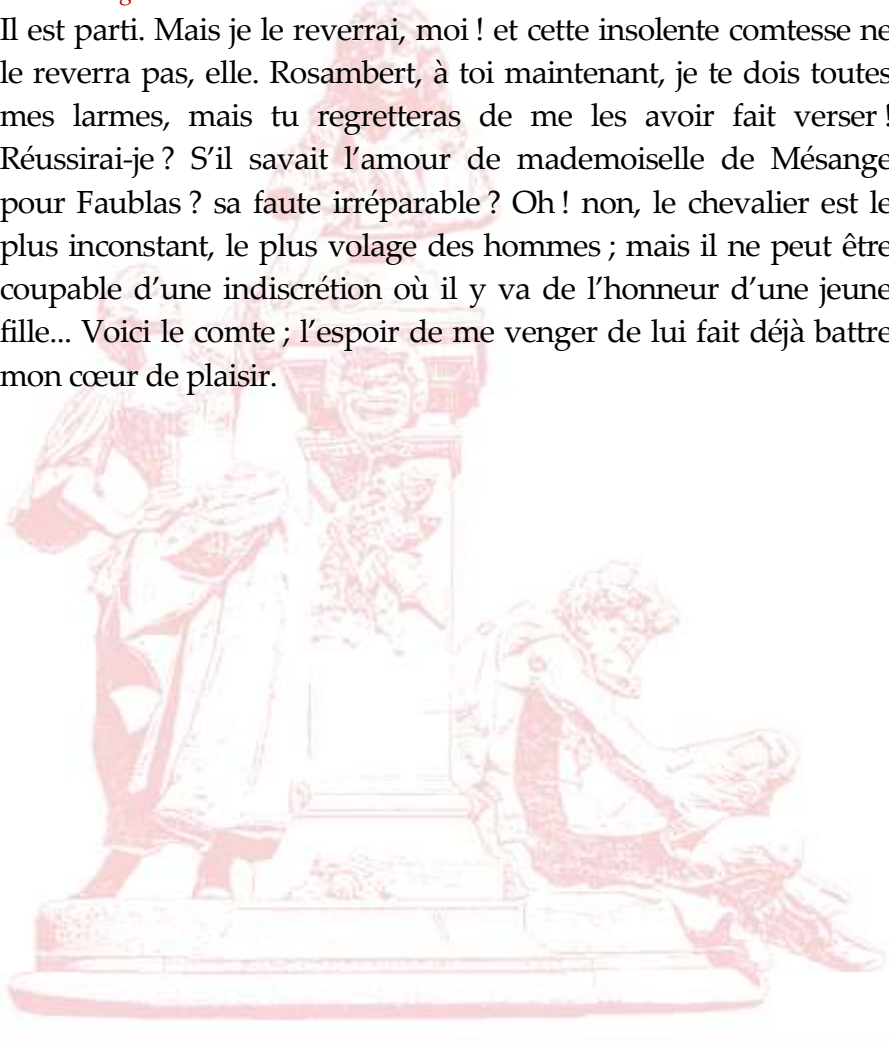 Il est parti. Mais je le reverrai, moi ! et cette insolente comtesse ne
le reverra pas, elle. Rosambert, à toi maintenant, je te dois toutes
mes larmes, mais tu regretteras de me les avoir fait verser !
Réussirai-je ? S’il savait l’amour de mademoiselle de Mésange
pour Faublas ? sa faute irréparable ? Oh ! non, le chevalier est le
plus inconstant, le plus volage des hommes ; mais il ne peut être
coupable d’une indiscrétion où il y va de l’honneur d’une jeune
fille... Voici le comte ; l’espoir de me venger de lui fait déjà battre
mon cœur de plaisir.